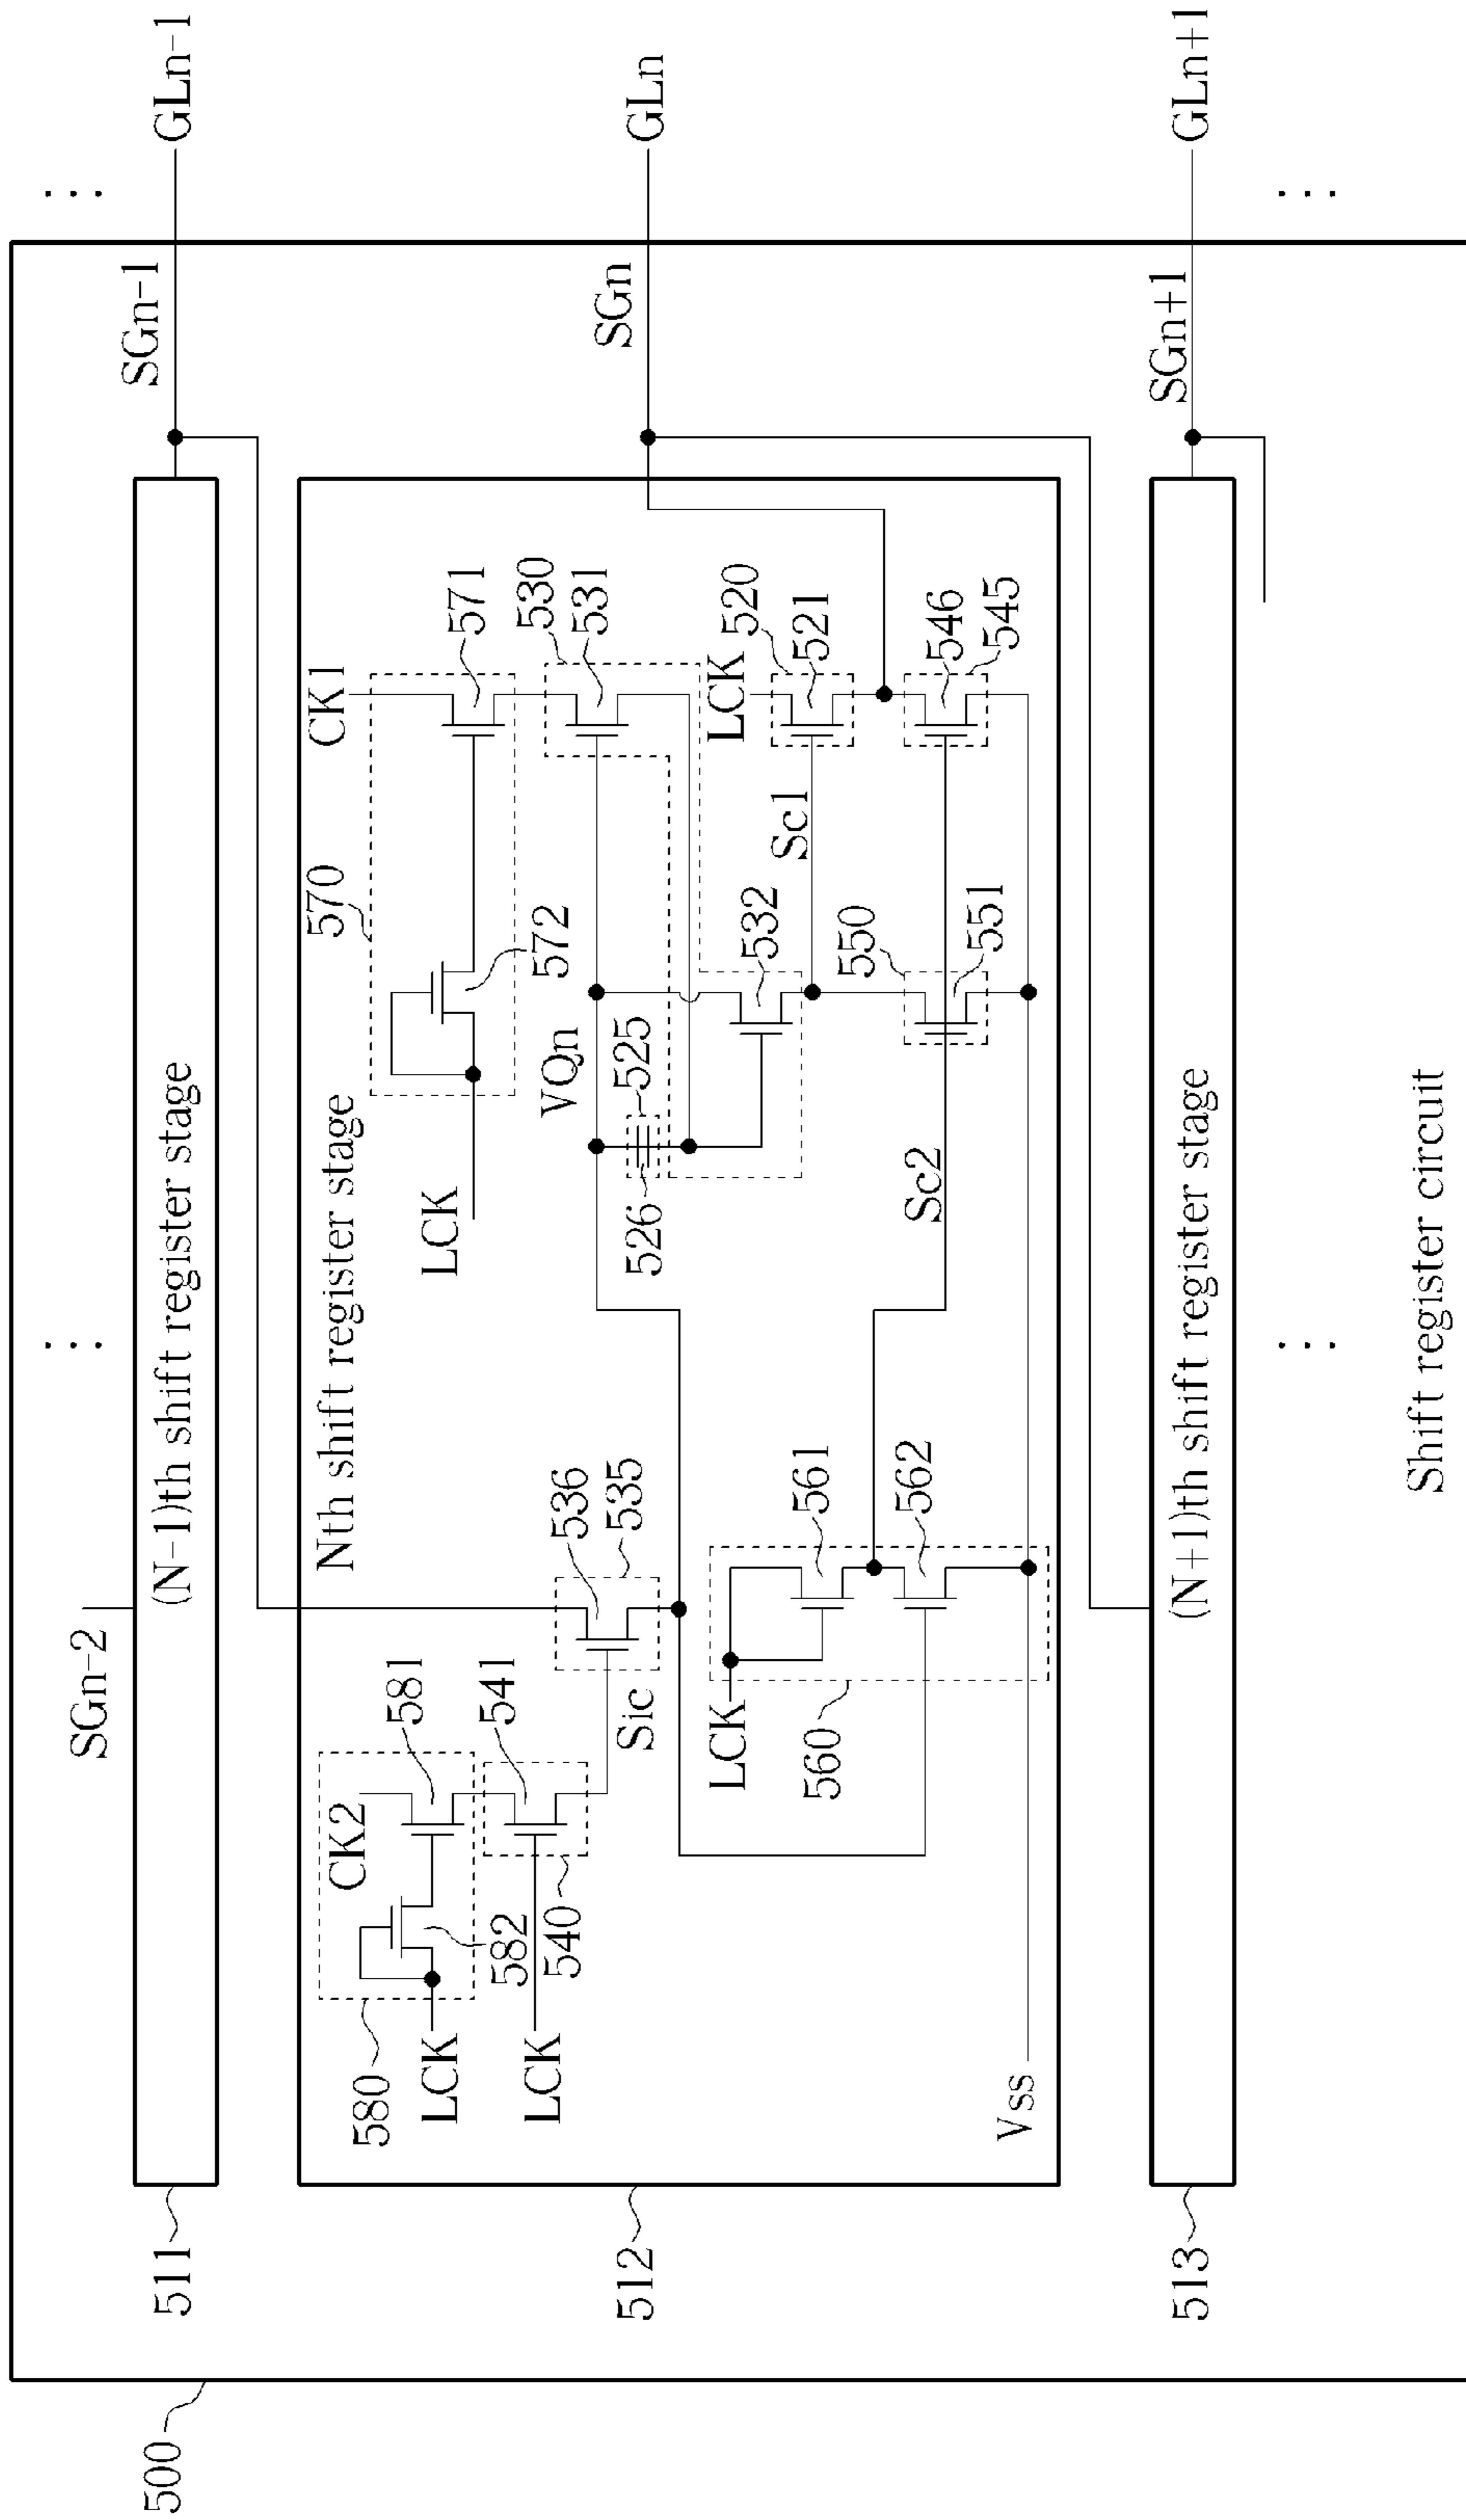 500
511
SGn-2
(N-1)th shift register stage
SGn-1
GLn-1
...
...
512
Nth shift register stage
580
CK2
581
LCK
582
LCK
540
541
536
535
Sic
LCK
560
561
562
Vss
570
CK1
571
LCK
572
530
531
VQn
525
526
532
LCK
520
521
Sc1
550
551
Sc2
546
545
SGn
GLn
513
(N+1)th shift register stage
SGn+1
GLn+1
...
...
Shift register circuit